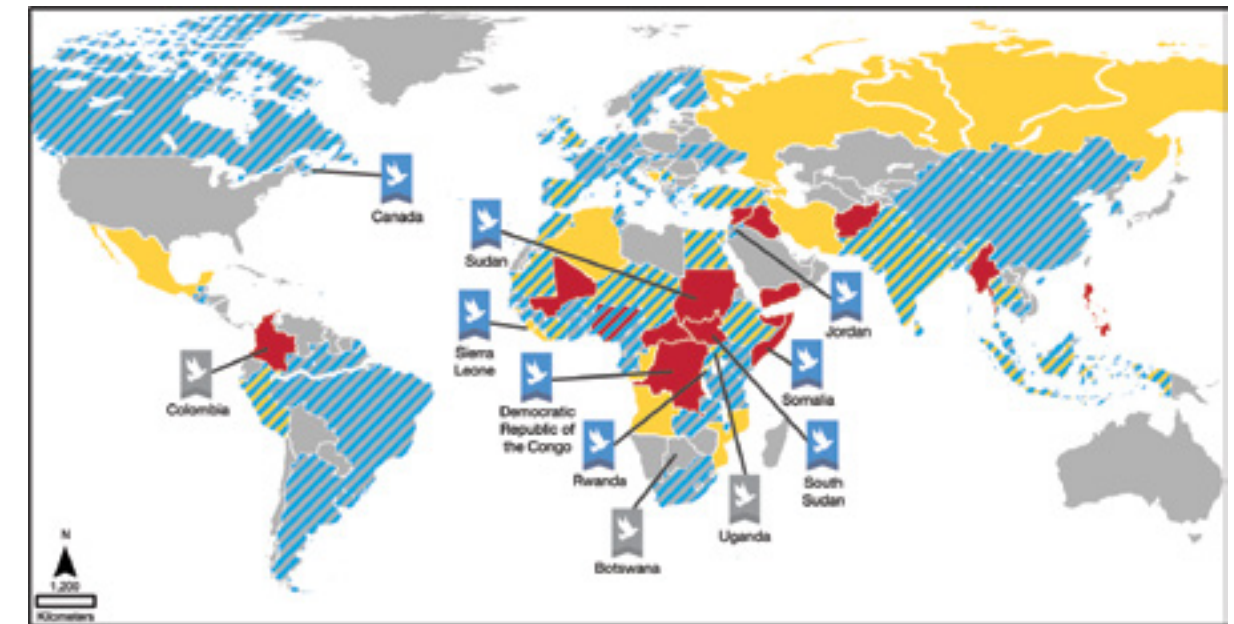 Canada
Sudan
Sierra
Leone
Jordan
Colombia
Democratic
Republic of
the Congo
Somalia
Rwanda
South
Sudan
Uganda
Botswana
N
1,200
Kilometers